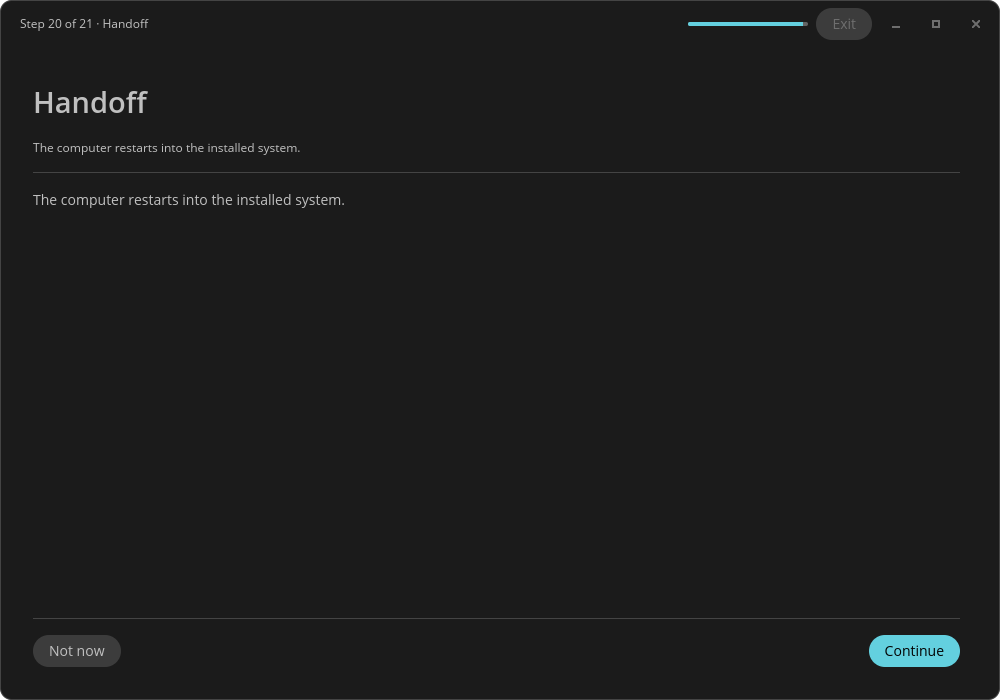 Step 20 of 21 · Handoff
Exit
Handoff
The computer restarts into the installed system.
The computer restarts into the installed system.
Not now
Continue